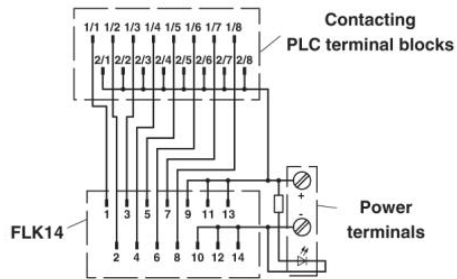 Contacting
PLC terminal blocks
1/1 1/2 1/3 1/4 1/5 1/6 1/7 1/8
2/1 2/2 2/3 2/4 2/5 2/6 2/7 2/8
1 3 5 7 9 11 13
+
-
Power
terminals
FLK14
2 4 6 8 10 12 14